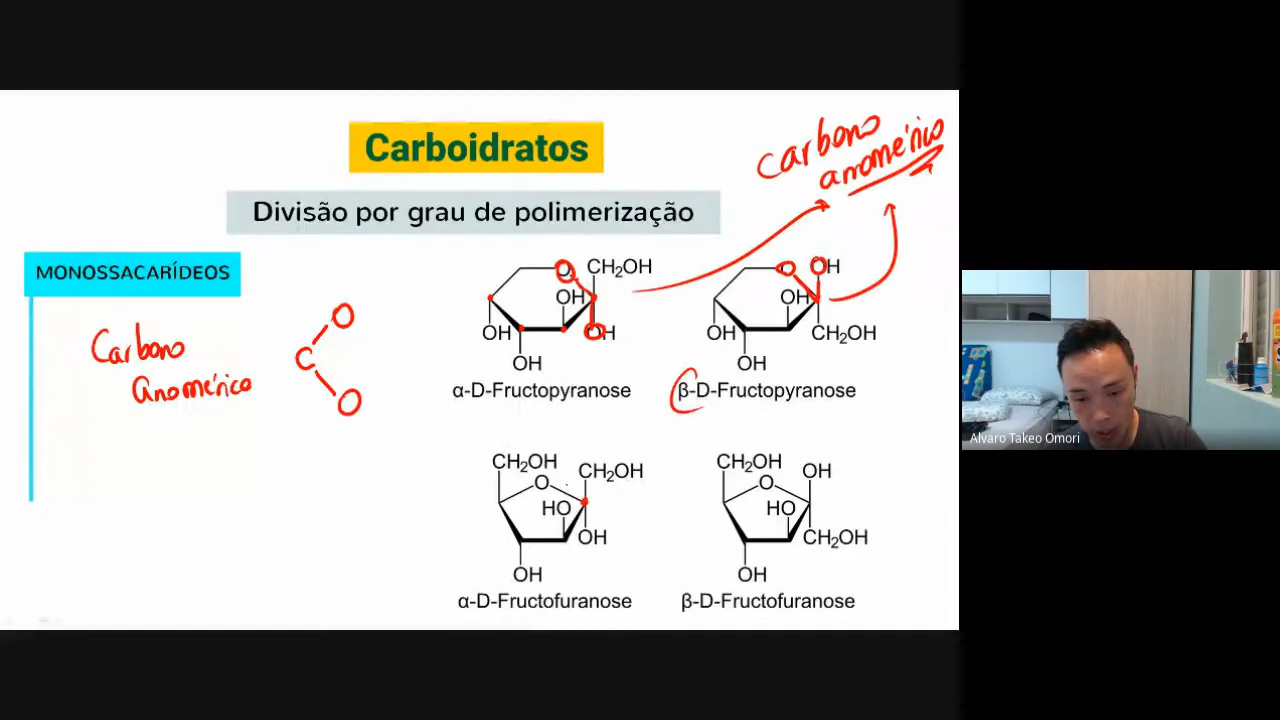 Carboidratos
Divisão por grau de polimerização
MONOSSACARÍDEOS
Carbono
Anomérico
C
O
O
Carbono
anomérico
O
CH₂OH
OH
OH
OH
OH
α-D-Fructopyranose
O
OH
OH
OH
CH₂OH
OH
β-D-Fructopyranose
CH₂OH
O
CH₂OH
HO
OH
OH
α-D-Fructofuranose
CH₂OH
O
OH
HO
CH₂OH
OH
β-D-Fructofuranose
Alvaro Takeo Omori